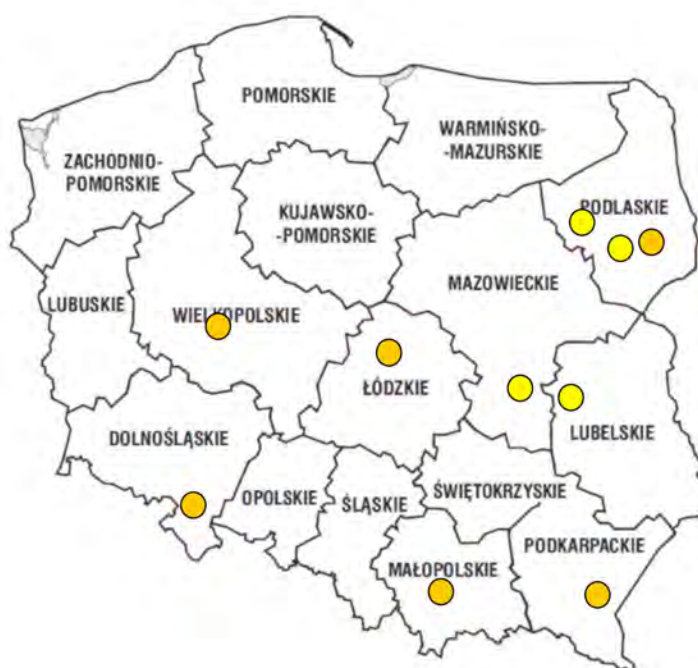 POMORSKIE
WARMIŃSKO-
-MAZURSKIE
ZACHODNIO-
POMORSKIE
KUJAWSKO-
-POMORSKIE
PODLASKIE
MAZOWIECKIE
LUBUSKIE
WIELKOPOLSKIE
ŁÓDZKIE
DOLNOŚLĄSKIE
LUBELSKIE
OPOLSKIE
ŚLĄSKIE
ŚWIĘTOKRZYSKIE
PODKARPACKIE
MAŁOPOLSKIE